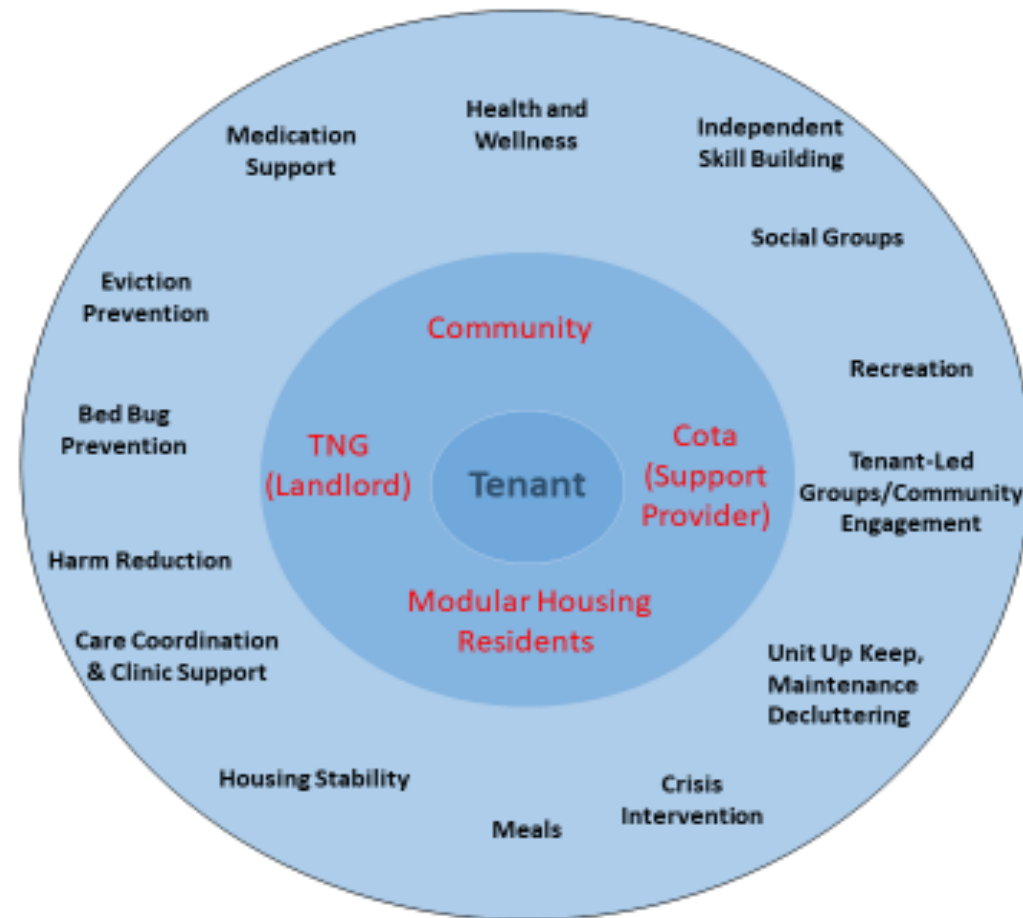 Health and
Wellness
Medication
Support
Independent
Skill Building
Social Groups
Eviction
Prevention
Community
Recreation
Bed Bug
Prevention
TNG
(Landlord)
Tenant
Cota
(Support
Provider)
Tenant-Led
Groups/Community
Engagement
Harm Reduction
Modular Housing
Residents
Care Coordination
& Clinic Support
Unit Up Keep,
Maintenance
Decluttering
Housing Stability
Crisis
Intervention
Meals